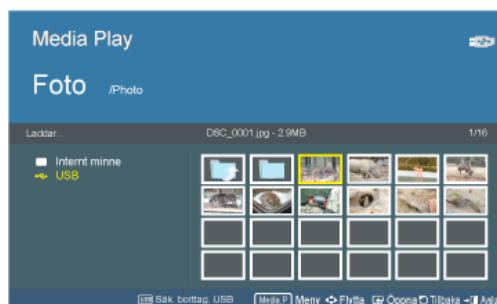 Media Play
Foto /Photo
Laddar... DSC_0001.jpg - 2.9MB 1/16
Internt minne
USB
Säk. borttag. USB Media.P Meny Flytta Öppna Tillbaka